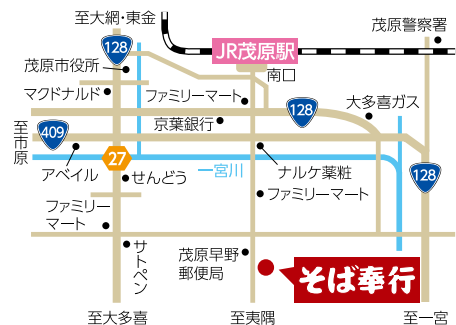 至大網・東金
茂原警察署
128
JR茂原駅
茂原市役所
南口
マクドナルド
ファミリーマート
128
大多喜ガス
至市原
409
京葉銀行
アベイル
27
せんどう
一宮川
ナルケ薬粧
128
ファミリーマート
ファミリー
マート
サトペン
茂原早野
郵便局
そば奉行
至大多喜
至夷隅
至一宮